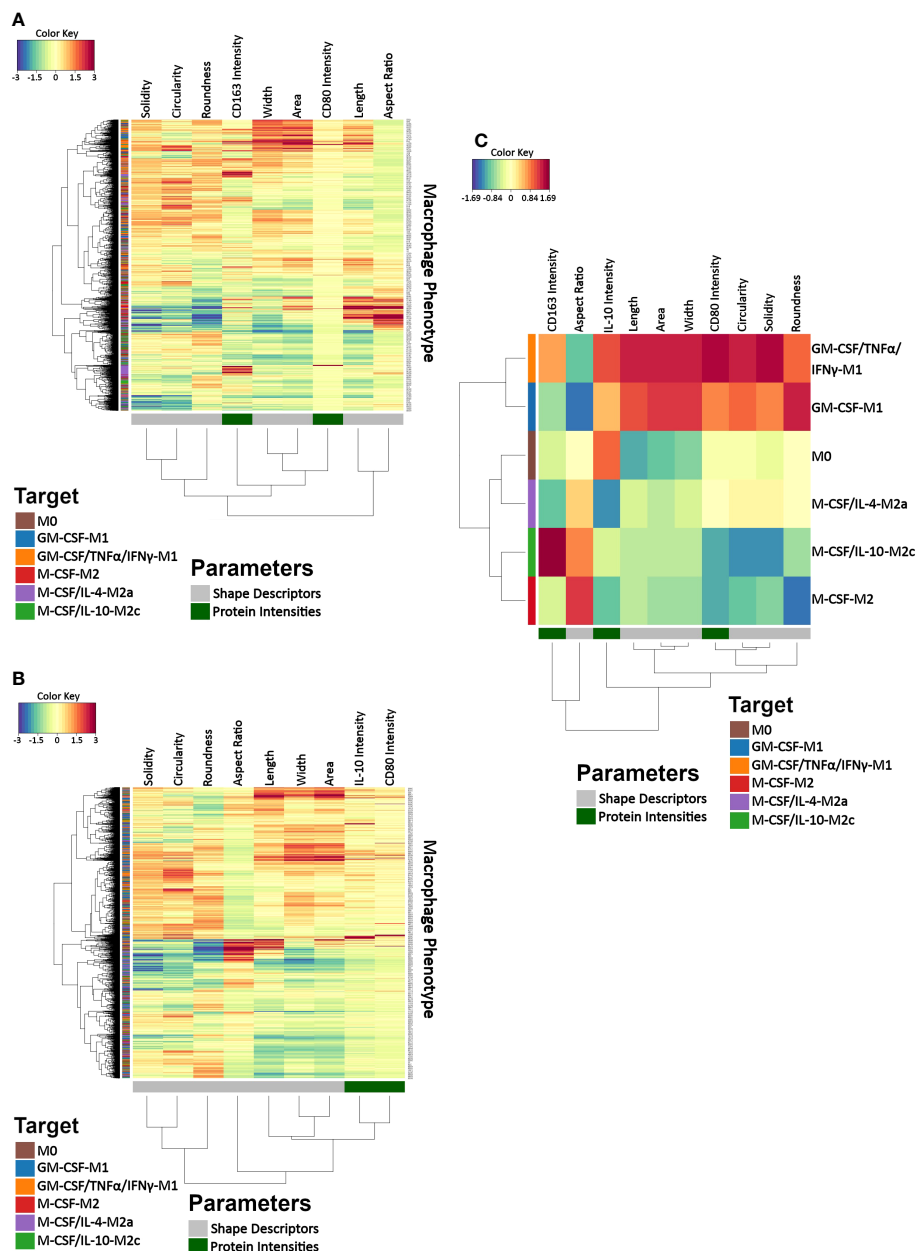 A
Color Key
-3 -1.5 0 1.5 3
Solidity
Circularity
Roundness
CD163 Intensity
Width
Area
CD80 Intensity
Length
Aspect Ratio
Macrophage Phenotype
Target
M0
GM-CSF-M1
GM-CSF/TNFα/IFNγ-M1
M-CSF-M2
M-CSF/IL-4-M2a
M-CSF/IL-10-M2c
Parameters
Shape Descriptors
Protein Intensities
B
Color Key
-3 -1.5 0 1.5 3
Solidity
Circularity
Roundness
Aspect Ratio
Length
Width
Area
IL-10 Intensity
CD80 Intensity
Macrophage Phenotype
Target
M0
GM-CSF-M1
GM-CSF/TNFα/IFNγ-M1
M-CSF-M2
M-CSF/IL-4-M2a
M-CSF/IL-10-M2c
Parameters
Shape Descriptors
Protein Intensities
C
Color Key
-1.69 -0.84 0 0.84 1.69
CD163 Intensity
Aspect Ratio
IL-10 Intensity
Length
Area
Width
CD80 Intensity
Circularity
Solidity
Roundness
GM-CSF/TNFα/
IFNγ-M1
GM-CSF-M1
M0
M-CSF/IL-4-M2a
M-CSF/IL-10-M2c
M-CSF-M2
Parameters
Shape Descriptors
Protein Intensities
Target
M0
GM-CSF-M1
GM-CSF/TNFα/IFNγ-M1
M-CSF-M2
M-CSF/IL-4-M2a
M-CSF/IL-10-M2c